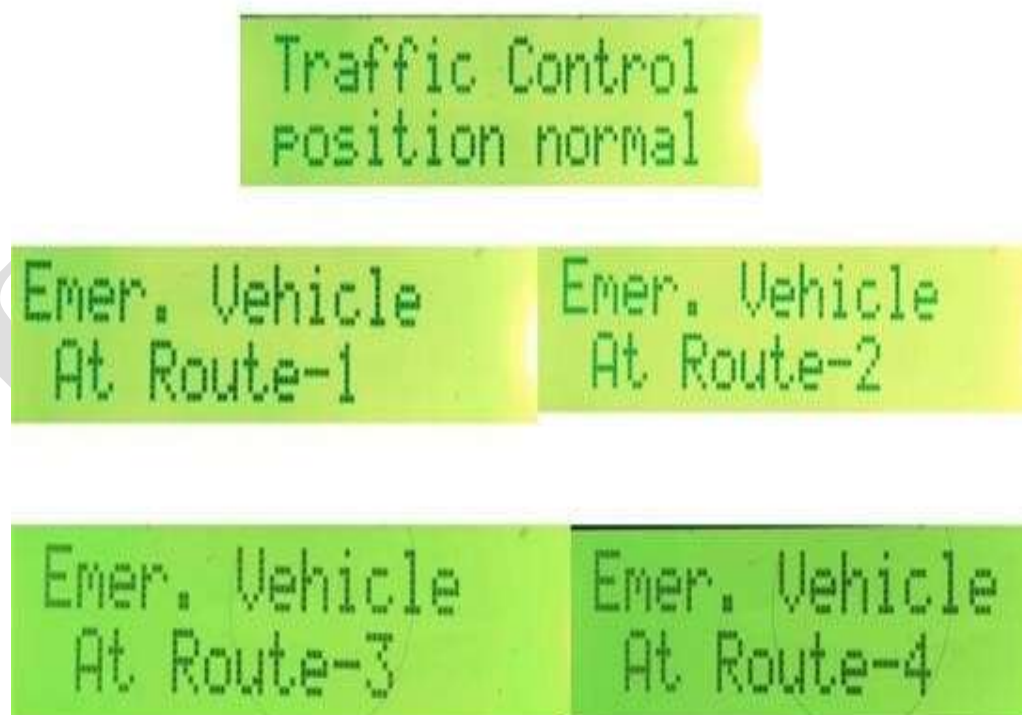 Traffic Control
position normal
Emer. Vehicle
At Route-1
Emer. Vehicle
At Route-2
Emer. Vehicle
At Route-3
Emer. Vehicle
At Route-4